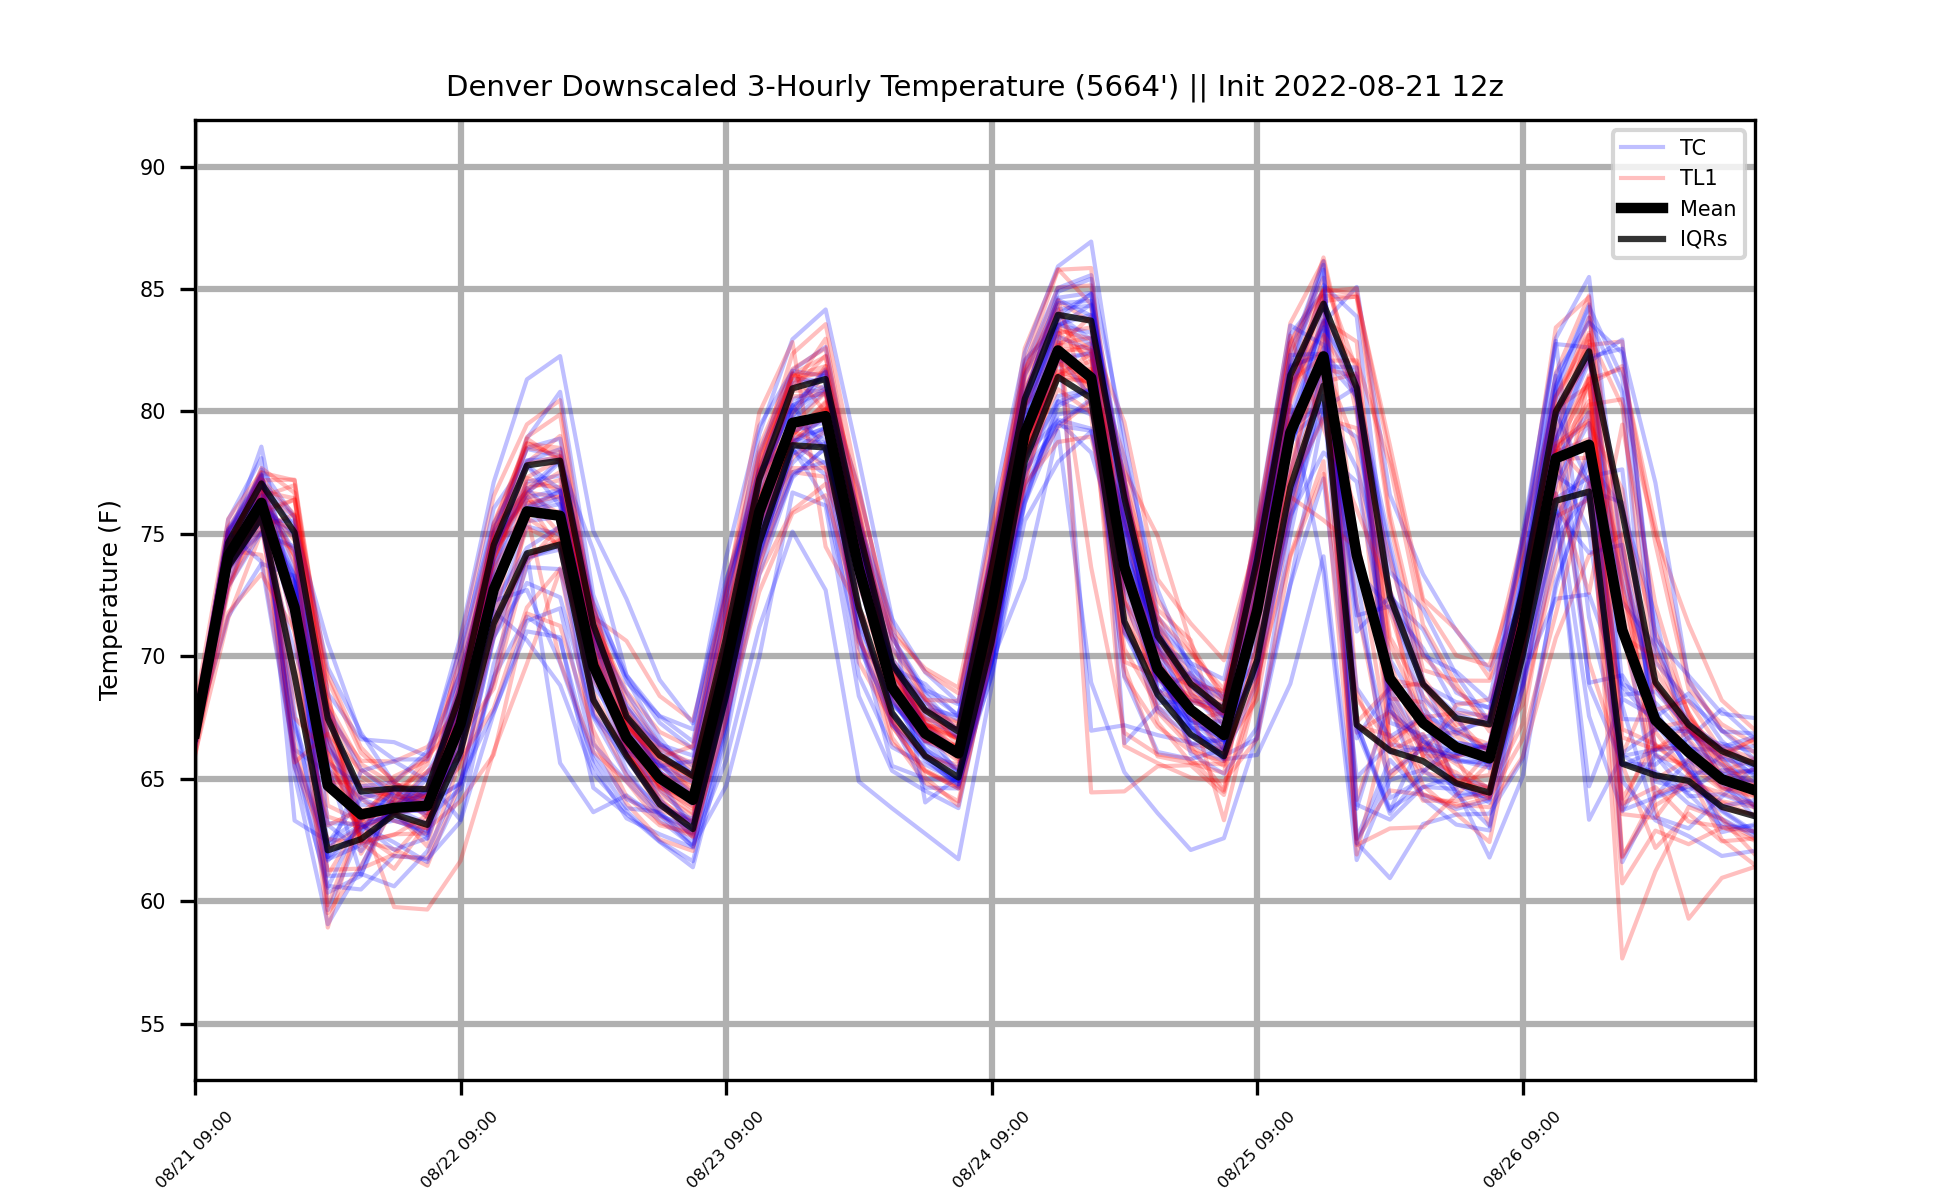 Denver Downscaled 3-Hourly Temperature (5664') || Init 2022-08-21 12z
TC
TL1
Mean
IQRs
Temperature (F)
90
85
80
75
70
65
60
55
08/21 09:00
08/22 09:00
08/23 09:00
08/24 09:00
08/25 09:00
08/26 09:00